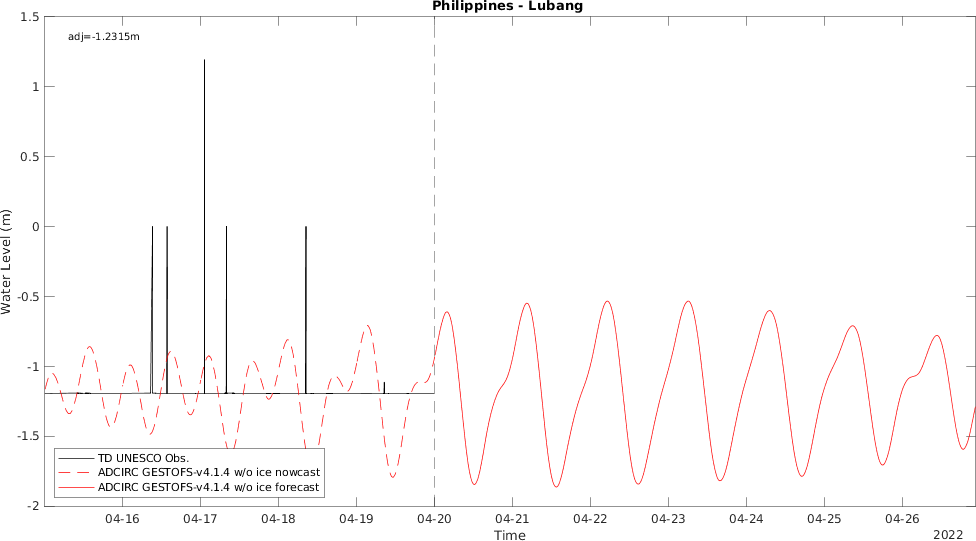 Philippines - Lubang
adj=-1.2315m
1.5
1
0.5
0
-0.5
-1
-1.5
-2
Water Level (m)
TD UNESCO Obs.
ADCIRC GESTOFS-v4.1.4 w/o ice nowcast
ADCIRC GESTOFS-v4.1.4 w/o ice forecast
04-16 04-17 04-18 04-19 04-20 04-21 04-22 04-23 04-24 04-25 04-26
Time
2022